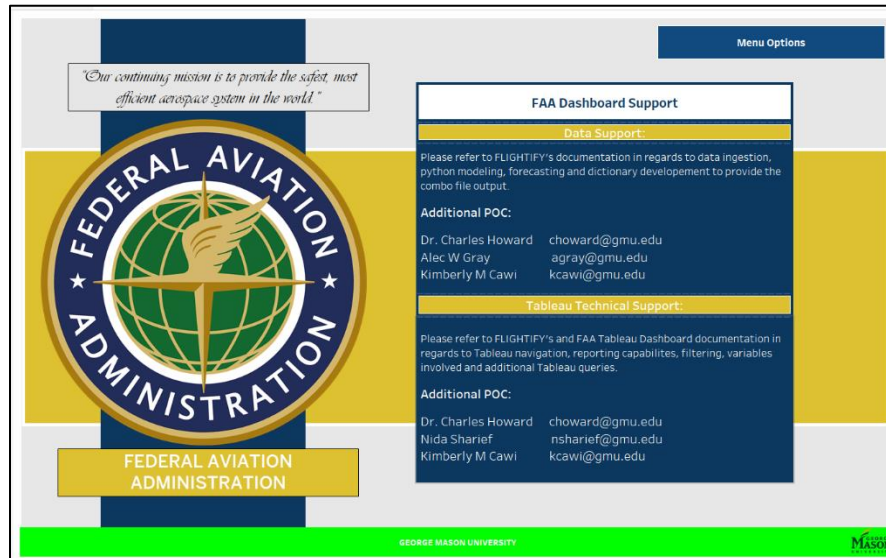 Menu Options
"Our continuing mission is to provide the safest, most
efficient aerospace system in the world."
FEDERAL AVIATION
ADMINISTRATION
FEDERAL AVIATION
ADMINISTRATION
FAA Dashboard Support
Data Support:
Please refer to FLIGHTIFY's documentation in regards to data ingestion,
python modeling, forecasting and dictionary developement to provide the
combo file output.
Additional POC:
Dr. Charles Howard choward@gmu.edu
Alec W Gray agray@gmu.edu
Kimberly M Cawi kcawi@gmu.edu
Tableau Technical Support:
Please refer to FLIGHTIFY's and FAA Tableau Dashboard documentation in
regards to Tableau navigation, reporting capabilites, filtering, variables
involved and additional Tableau queries.
Additional POC:
Dr. Charles Howard choward@gmu.edu
Nida Sharief nsharief@gmu.edu
Kimberly M Cawi kcawi@gmu.edu
GEORGE MASON UNIVERSITY
GEORGE
MASON
UNIVERSITY